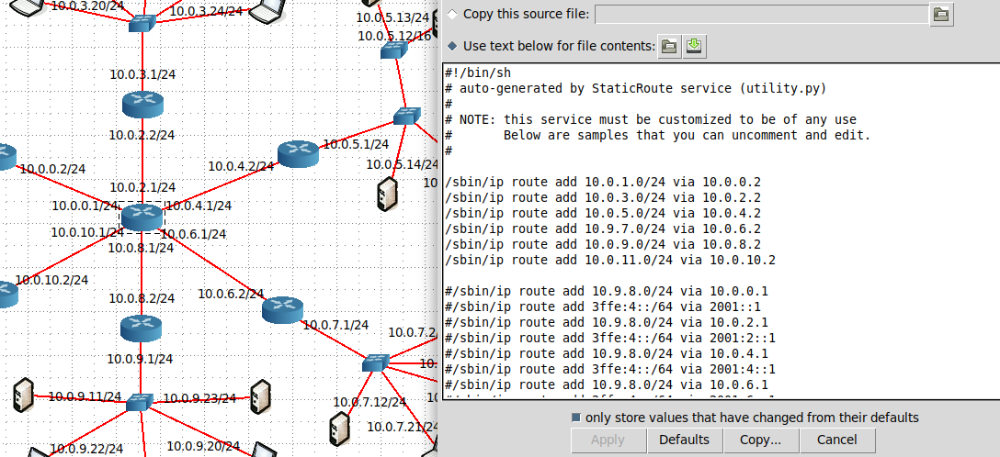 10.0.3.20/24
10.0.3.24/24
10.0.5.13/24
10.0.5.12/16
10.0.3.1/24
10.0.2.2/24
10.0.5.1/24
10.0.0.2/24
10.0.4.2/24
10.0.5.14/24
10
10.0.2.1/24
10.0.0.1/24
10.0.4.1/24
10.0.10.1/24
10.0.6.1/24
10.0.8.1/24
10.0.10.2/24
10.0.8.2/24
10.0.6.2/24
10.0.7.1/24
10.0.7.2
10.0.9.1/24
10.
10.0.9.11/24
10.0.9.23/24
10
10.0.7.12/24
10.0.7.21/24
10.0.9.22/24
10.0.9.20/24
Copy this source file:
Use text below for file contents:
#!/bin/sh
# auto-generated by StaticRoute service (utility.py)
#
# NOTE: this service must be customized to be of any use
#       Below are samples that you can uncomment and edit.
#
/sbin/ip route add 10.0.1.0/24 via 10.0.0.2
/sbin/ip route add 10.0.3.0/24 via 10.0.2.2
/sbin/ip route add 10.0.5.0/24 via 10.0.4.2
/sbin/ip route add 10.9.7.0/24 via 10.0.6.2
/sbin/ip route add 10.0.9.0/24 via 10.0.8.2
/sbin/ip route add 10.0.11.0/24 via 10.0.10.2
#/sbin/ip route add 10.9.8.0/24 via 10.0.0.1
#/sbin/ip route add 3ffe:4::/64 via 2001::1
#/sbin/ip route add 10.9.8.0/24 via 10.0.2.1
#/sbin/ip route add 3ffe:4::/64 via 2001:2::1
#/sbin/ip route add 10.9.8.0/24 via 10.0.4.1
#/sbin/ip route add 3ffe:4::/64 via 2001:4::1
#/sbin/ip route add 10.9.8.0/24 via 10.0.6.1
only store values that have changed from their defaults
Apply
Defaults
Copy...
Cancel